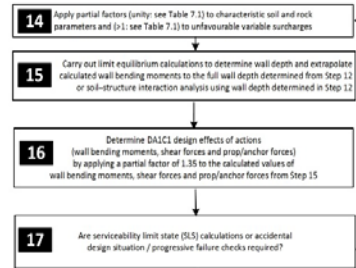 14
Apply partial factors (unity: see Table 7.1) to characteristic soil and rock
parameters and (>1: see Table 7.1) to unfavourable variable surcharges
15
Carry out limit equilibrium calculations to determine wall depth and extrapolate
calculated wall bending moments to the full wall depth determined from Step 12
or soil–structure interaction analysis using wall depth determined in Step 12
16
Determine DA1C1 design effects of actions
(wall bending moments, shear forces and prop/anchor forces)
by applying a partial factor of 1.35 to the calculated values of
wall bending moments, shear forces and prop/anchor forces from Step 15
17
Are serviceability limit state (SLS) calculations or accidental
design situation / progressive failure checks required?